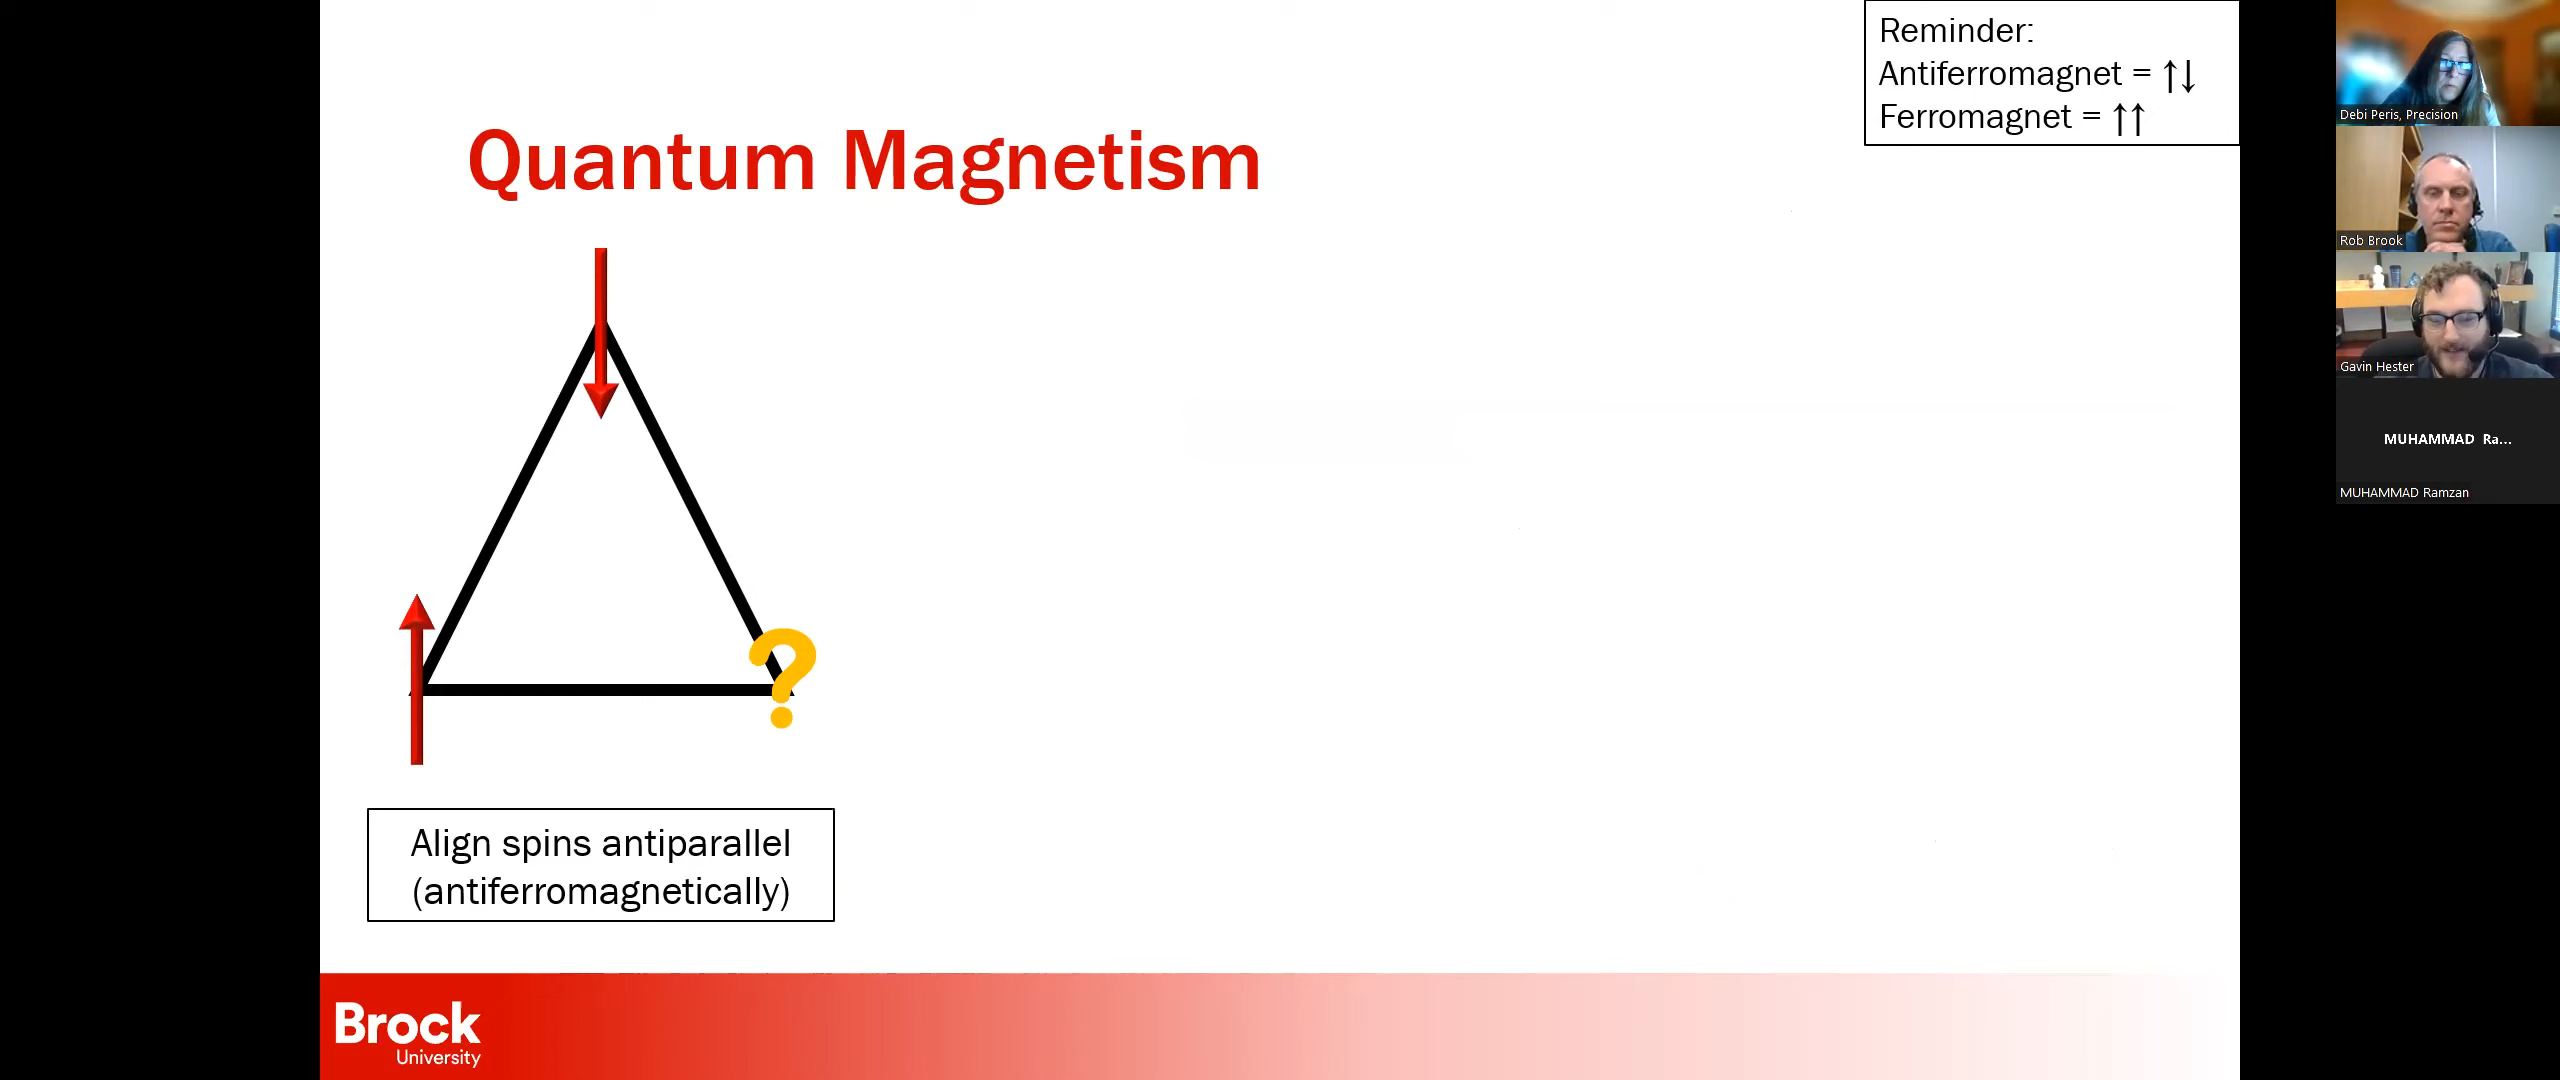 Reminder:
Antiferromagnet = ↑↓
Ferromagnet = ↑↑
Quantum Magnetism
?
Align spins antiparallel
(antiferromagnetically)
Brock
University
Debi Peris, Precision
Rob Brook
Gavin Hester
MUHAMMAD Ra...
MUHAMMAD Ramzan